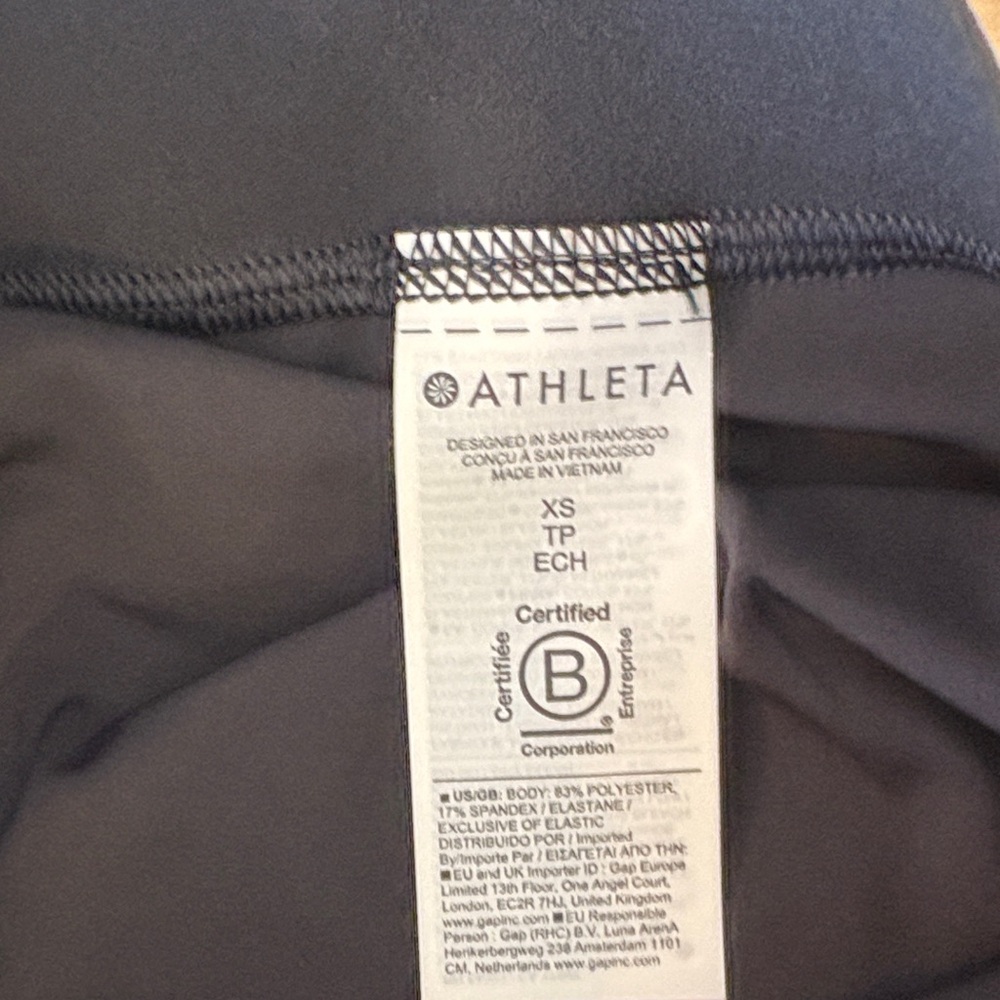 ATHLETA
DESIGNED IN SAN FRANCISCO
CONÇU À SAN FRANCISCO
MADE IN VIETNAM
XS
TP
ECH
Certified
Certifiée
B
Entreprise
®
Corporation
■ US/GB: BODY: 83% POLYESTER,
17% SPANDEX / ELASTANE /
EXCLUSIVE OF ELASTIC
DISTRIBUIDO POR / Imported
By/Importe Par / ΕΙΣΑΓΕΤΑΙ ΑΠΟ ΤΗΝ:
■ EU and UK Importer ID : Gap Europe
Limited 13th Floor, One Angel Court,
London, EC2R 7HJ, United Kingdom
www.gapinc.com ■ EU Responsible
Person : Gap (RHC) B.V. Luna ArenA
Herikerbergweg 238 Amsterdam 1101
CM, Netherlands www.gapinc.com